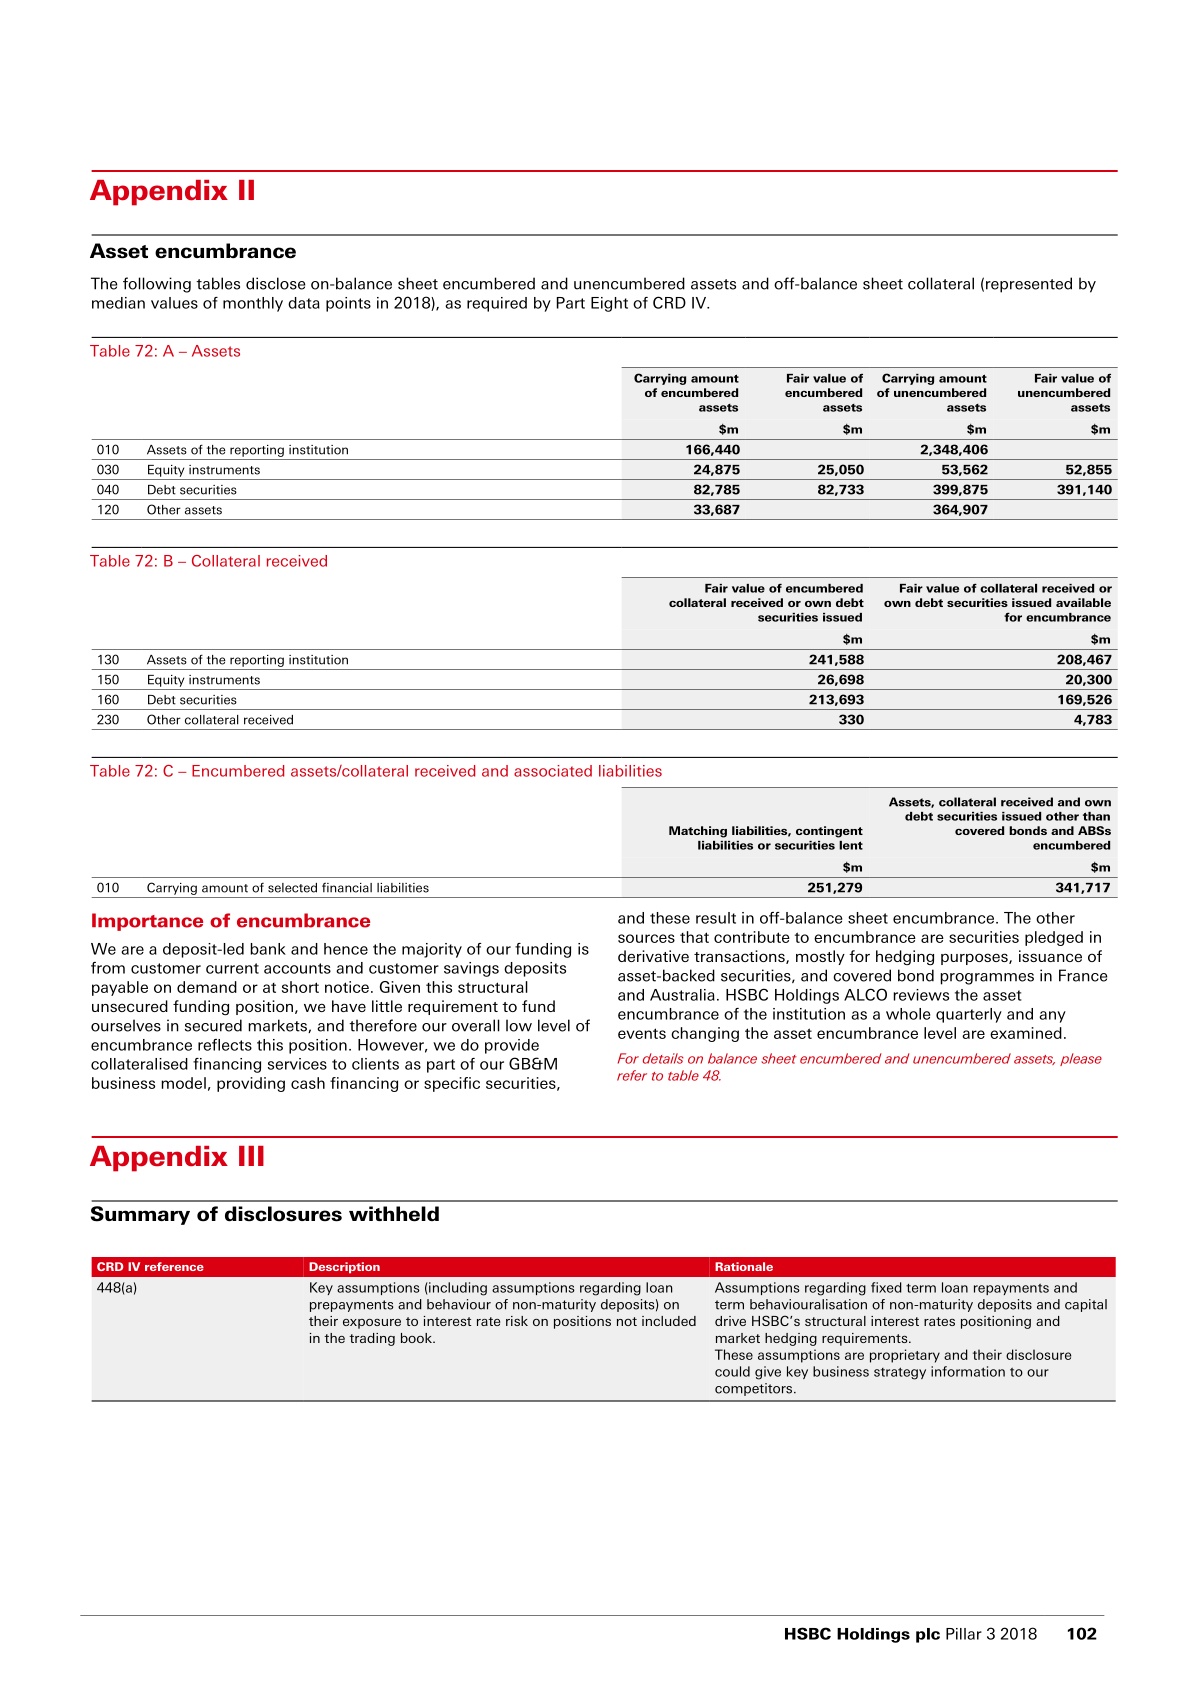 Appendix II
Asset encumbrance
The following tables disclose on-balance sheet encumbered and unencumbered assets and off-balance sheet collateral (represented by
median values of monthly data points in 2018), as required by Part Eight of CRD IV.
Table 72: A – Assets
Carrying amount of encumbered assets Fair value of encumbered assets Carrying amount of unencumbered assets Fair value of unencumbered assets
$m $m $m $m
010 Assets of the reporting institution 166,440 2,348,406
030 Equity instruments 24,875 25,050 53,562 52,855
040 Debt securities 82,785 82,733 399,875 391,140
120 Other assets 33,687 364,907
Table 72: B – Collateral received
Fair value of encumbered collateral received or own debt securities issued Fair value of collateral received or own debt securities issued available for encumbrance
$m $m
130 Assets of the reporting institution 241,588 208,467
150 Equity instruments 26,698 20,300
160 Debt securities 213,693 169,526
230 Other collateral received 330 4,783
Table 72: C – Encumbered assets/collateral received and associated liabilities
Matching liabilities, contingent liabilities or securities lent Assets, collateral received and own debt securities issued other than covered bonds and ABSs encumbered
$m $m
010 Carrying amount of selected financial liabilities 251,279 341,717
Importance of encumbrance
We are a deposit-led bank and hence the majority of our funding is
from customer current accounts and customer savings deposits
payable on demand or at short notice. Given this structural
unsecured funding position, we have little requirement to fund
ourselves in secured markets, and therefore our overall low level of
encumbrance reflects this position. However, we do provide
collateralised financing services to clients as part of our GB&M
business model, providing cash financing or specific securities,
and these result in off-balance sheet encumbrance. The other
sources that contribute to encumbrance are securities pledged in
derivative transactions, mostly for hedging purposes, issuance of
asset-backed securities, and covered bond programmes in France
and Australia. HSBC Holdings ALCO reviews the asset
encumbrance of the institution as a whole quarterly and any
events changing the asset encumbrance level are examined.
For details on balance sheet encumbered and unencumbered assets, please
refer to table 48.
Appendix III
Summary of disclosures withheld
CRD IV reference Description Rationale
448(a)
Key assumptions (including assumptions regarding loan
prepayments and behaviour of non-maturity deposits) on
their exposure to interest rate risk on positions not included
in the trading book.
Assumptions regarding fixed term loan repayments and
term behaviouralisation of non-maturity deposits and capital
drive HSBC's structural interest rates positioning and
market hedging requirements.
These assumptions are proprietary and their disclosure
could give key business strategy information to our
competitors.
HSBC Holdings plc Pillar 3 2018 102